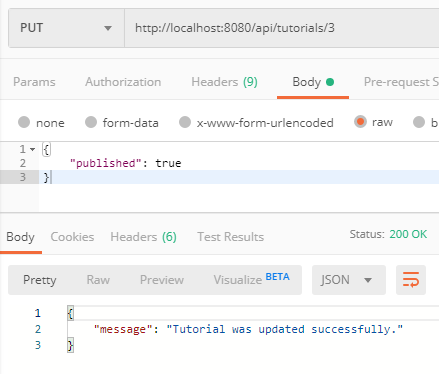 PUT http://localhost:8080/api/tutorials/3
Params Authorization Headers (9) Body Pre-request S
none form-data x-www-form-urlencoded raw b
1 {
2 "published": true
3 }
Body Cookies Headers (6) Test Results Status: 200 OK
Pretty Raw Preview Visualize BETA JSON
1 {
2 "message": "Tutorial was updated successfully."
3 }